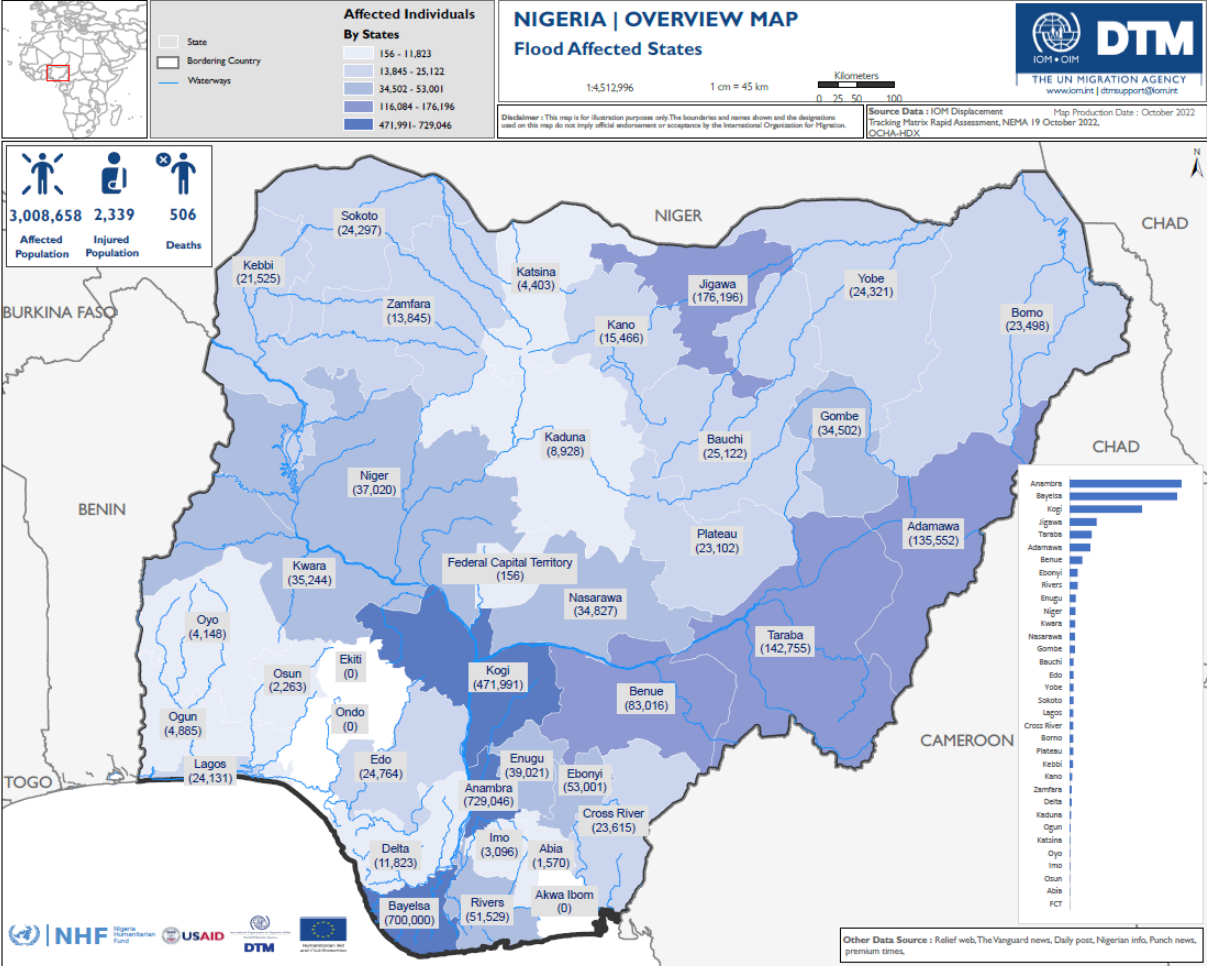 State
Bordering Country
Waterways
Affected Individuals
By States
156 - 11,823
13,845 - 25,122
34,502 - 53,001
116,084 - 176,196
471,991- 729,046
NIGERIA | OVERVIEW MAP
Flood Affected States
1:4,512,996
1 cm = 45 km
Kilometers
0 25 50 100
IOM • OIM
DTM
THE UN MIGRATION AGENCY
www.iom.int | dtmsupport@iom.int
Disclaimer : This map is for illustration purposes only. The boundaries and names shown and the designations
used on this map do not imply official endorsement or acceptance by the International Organization for Migration.
Source Data : IOM Displacement
Tracking Matrix Rapid Assessment, NEMA 19 October 2022,
OCHA-HDX
Map Production Date : October 2022
3,008,658
Affected
Population
2,339
Injured
Population
506
Deaths
N
NIGER
CHAD
BURKINA FASO
CHAD
BENIN
TOGO
CAMEROON
Sokoto
(24,297)
Kebbi
(21,525)
Zamfara
(13,845)
Katsina
(4,403)
Kano
(15,466)
Jigawa
(176,196)
Yobe
(24,321)
Borno
(23,498)
Gombe
(34,502)
Kaduna
(8,928)
Bauchi
(25,122)
Niger
(37,020)
Plateau
(23,102)
Adamawa
(135,552)
Kwara
(35,244)
Federal Capital Territory
(156)
Nasarawa
(34,827)
Oyo
(4,148)
Taraba
(142,755)
Ekiti
(0)
Osun
(2,263)
Kogi
(471,991)
Benue
(83,016)
Ogun
(4,885)
Ondo
(0)
Lagos
(24,131)
Edo
(24,764)
Enugu
(39,021)
Ebonyi
(53,001)
Anambra
(729,046)
Cross River
(23,615)
Delta
(11,823)
Imo
(3,096)
Abia
(1,570)
Akwa Ibom
(0)
Bayelsa
(700,000)
Rivers
(51,529)
Anambra
Bayelsa
Kogi
Jigawa
Taraba
Adamawa
Benue
Ebonyi
Rivers
Enugu
Niger
Kwara
Nasarawa
Gombe
Bauchi
Edo
Yobe
Sokoto
Lagos
Cross River
Borno
Plateau
Kebbi
Kano
Zamfara
Delta
Kaduna
Ogun
Katsina
Oyo
Imo
Osun
Abia
FCT
NHF
Nigeria
Humanitarian
Fund
USAID
DTM
Humanitarian Aid
and Civil Protection
Other Data Source : Relief web, The Vanguard news, Daily post, Nigerian info, Punch news,
premium times,